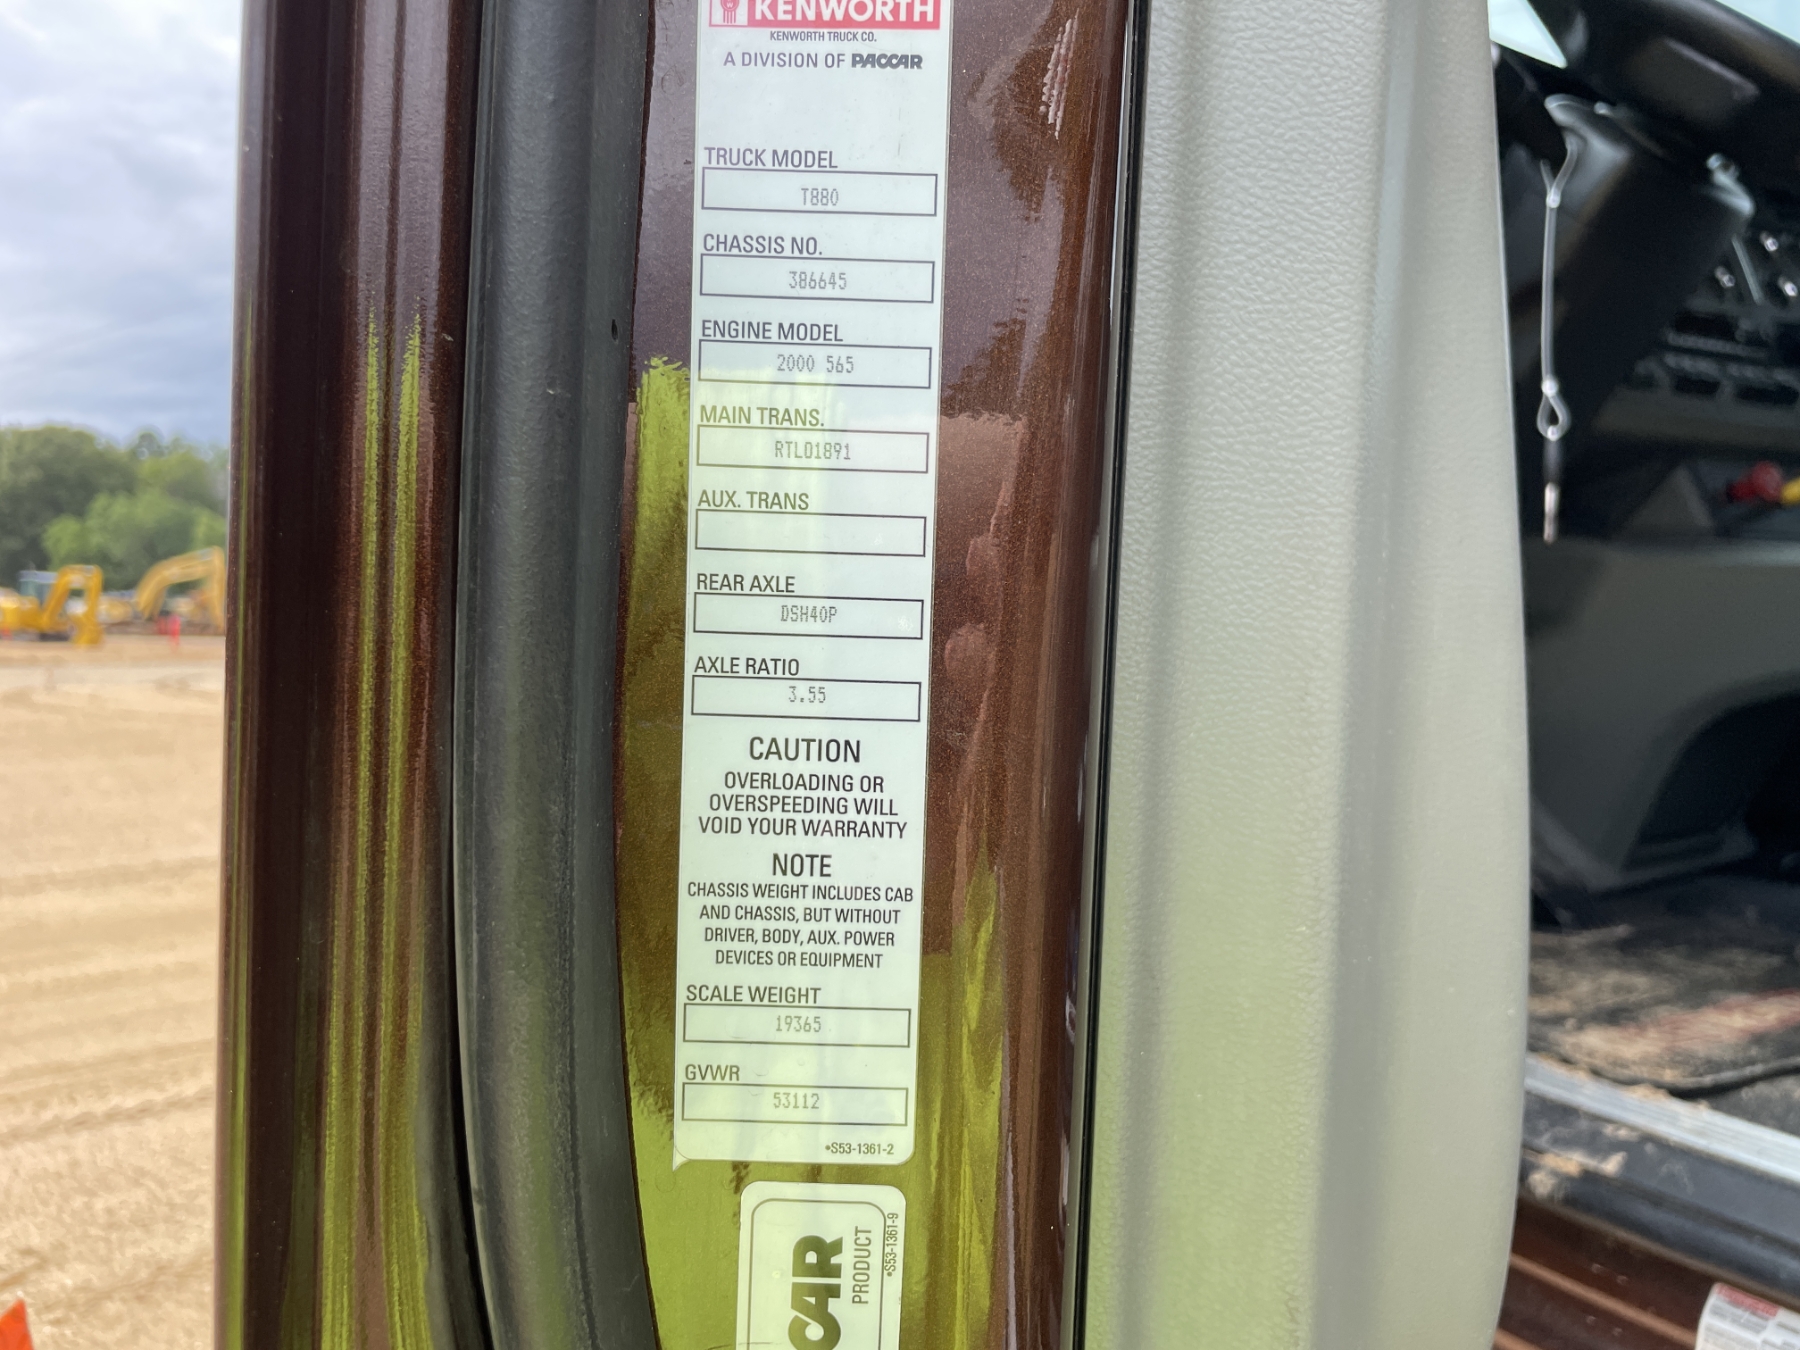 KENWORTH
KENWORTH TRUCK CO.
A DIVISION OF PACCAR
TRUCK MODEL
T880
CHASSIS NO.
386645
ENGINE MODEL
2000 565
MAIN TRANS.
RTLO1891
AUX. TRANS
REAR AXLE
DSH40P
AXLE RATIO
3.55
CAUTION
OVERLOADING OR
OVERSPEEDING WILL
VOID YOUR WARRANTY
NOTE
CHASSIS WEIGHT INCLUDES CAB
AND CHASSIS, BUT WITHOUT
DRIVER, BODY, AUX. POWER
DEVICES OR EQUIPMENT
SCALE WEIGHT
19365
GVWR
53112
*S53-1361-2
CAR
PRODUCT
*S53-1361-9